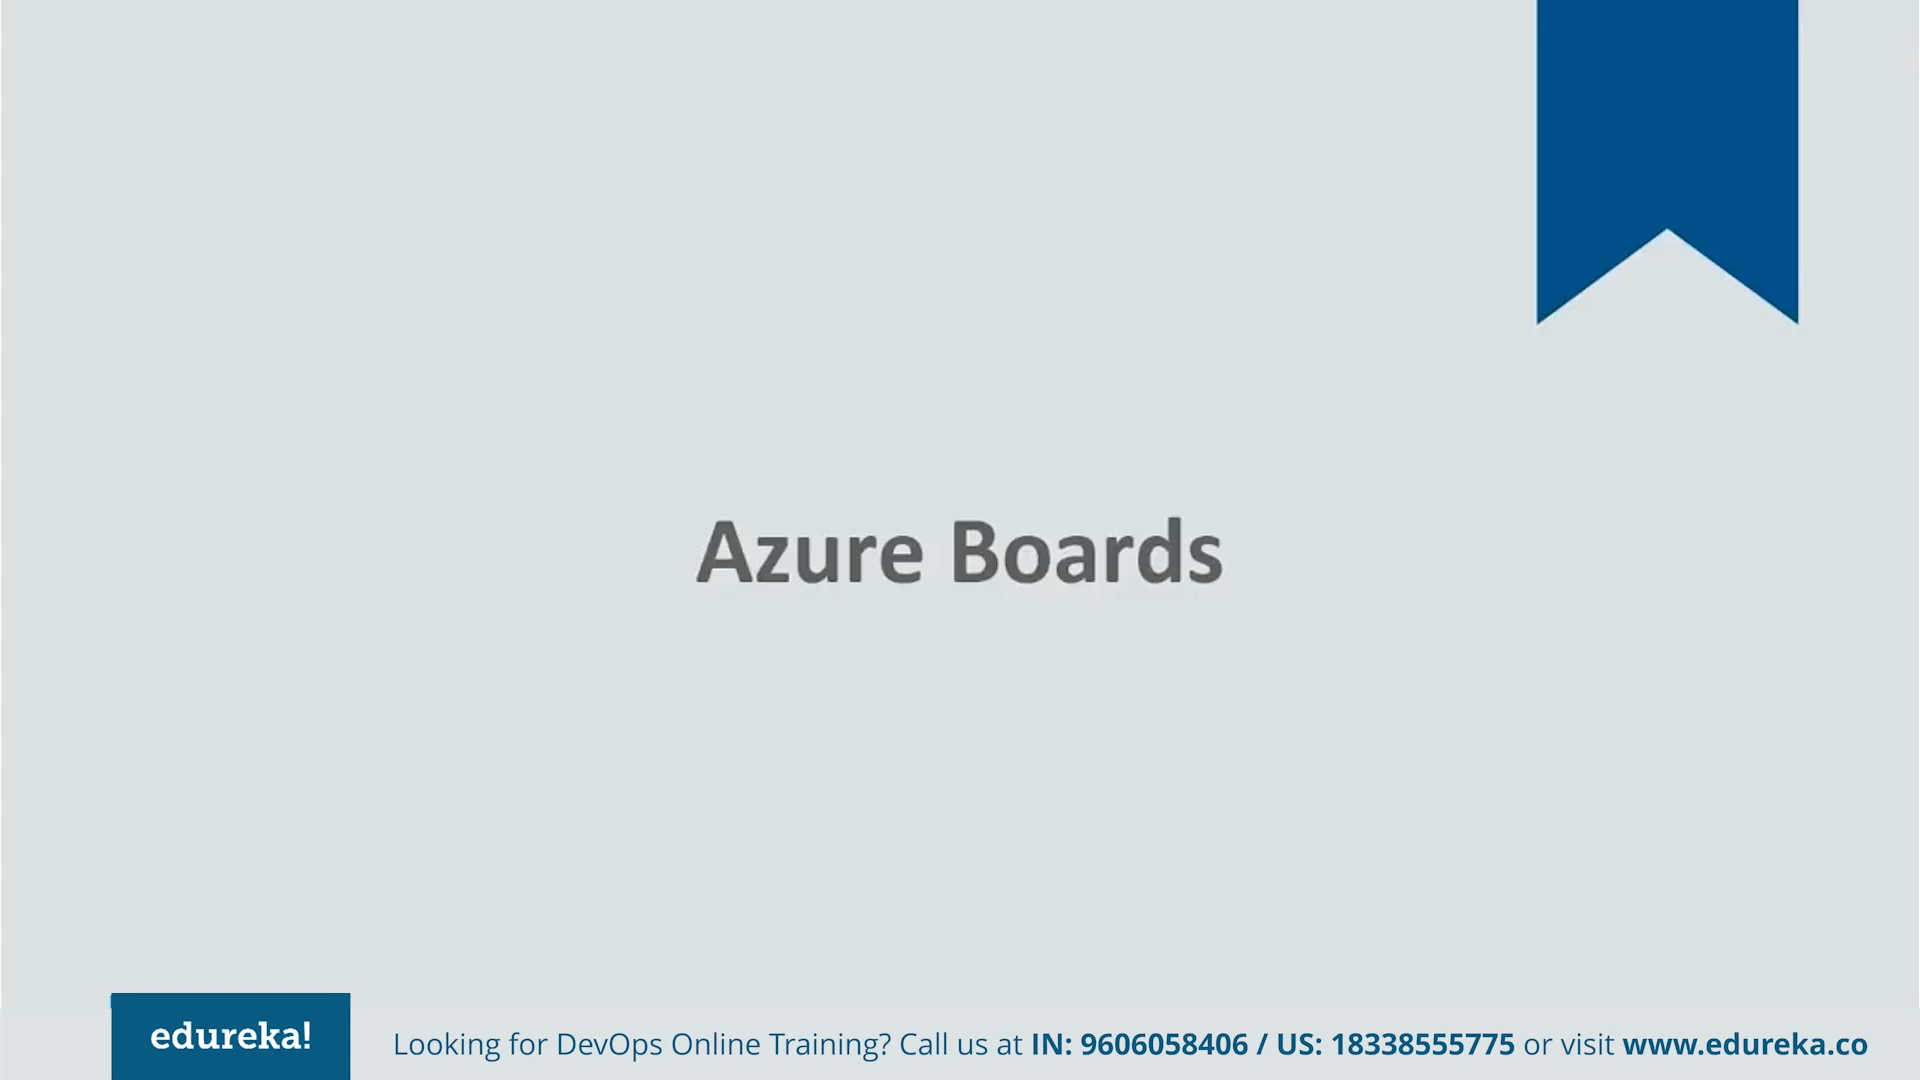 Azure Boards
edureka!
Looking for DevOps Online Training? Call us at IN: 9606058406 / US: 18338555775 or visit www.edureka.co